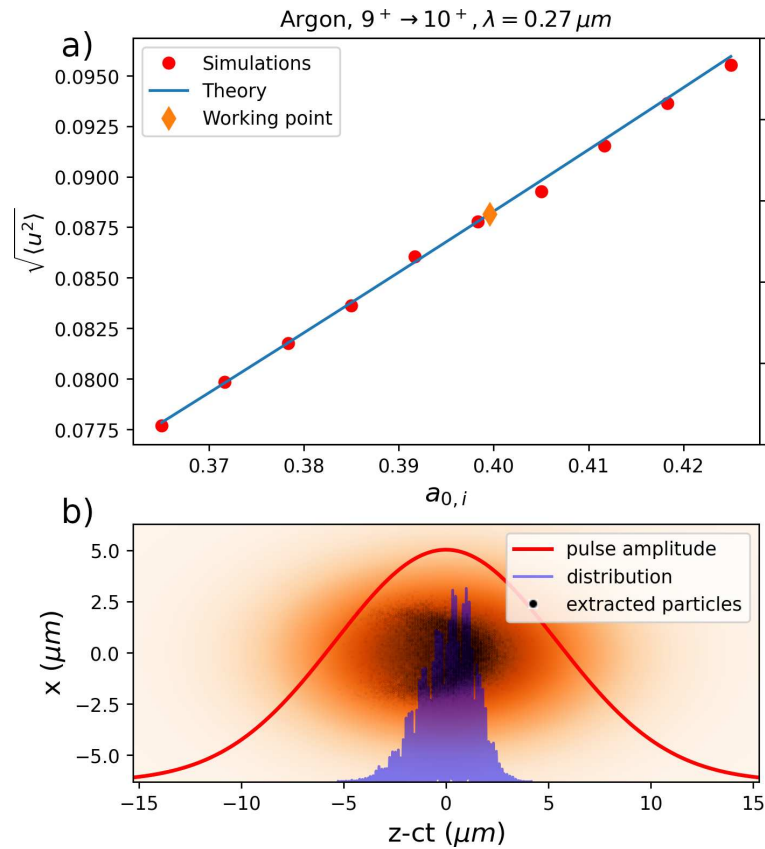 Argon, 9⁺ → 10⁺, λ = 0.27 μm
a)
Simulations
Theory
Working point
0.0950
0.0925
0.0900
0.0875
0.0850
0.0825
0.0800
0.0775
√⟨u²⟩
0.37 0.38 0.39 0.40 0.41 0.42
a₀,ᵢ
b)
pulse amplitude
distribution
extracted particles
5.0
2.5
0.0
−2.5
−5.0
x (μm)
−15 −10 −5 0 5 10 15
z-ct (μm)